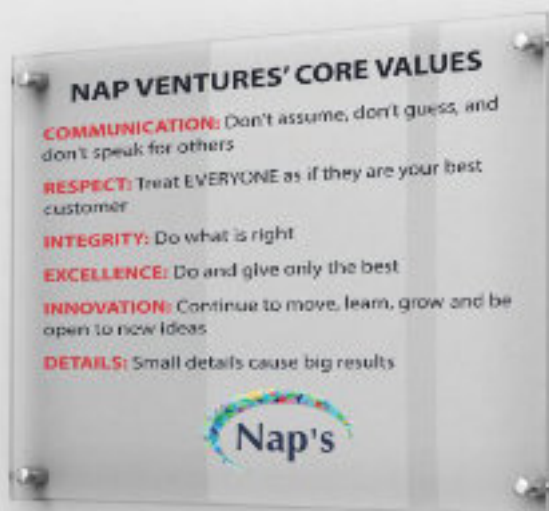 NAP VENTURES' CORE VALUES
COMMUNICATION: Don't assume, don't guess, and
don't speak for others
RESPECT: Treat EVERYONE as if they are your best
customer
INTEGRITY: Do what is right
EXCELLENCE: Do and give only the best
INNOVATION: Continue to move, learn, grow and be
open to new ideas
DETAILS: Small details cause big results
Nap's